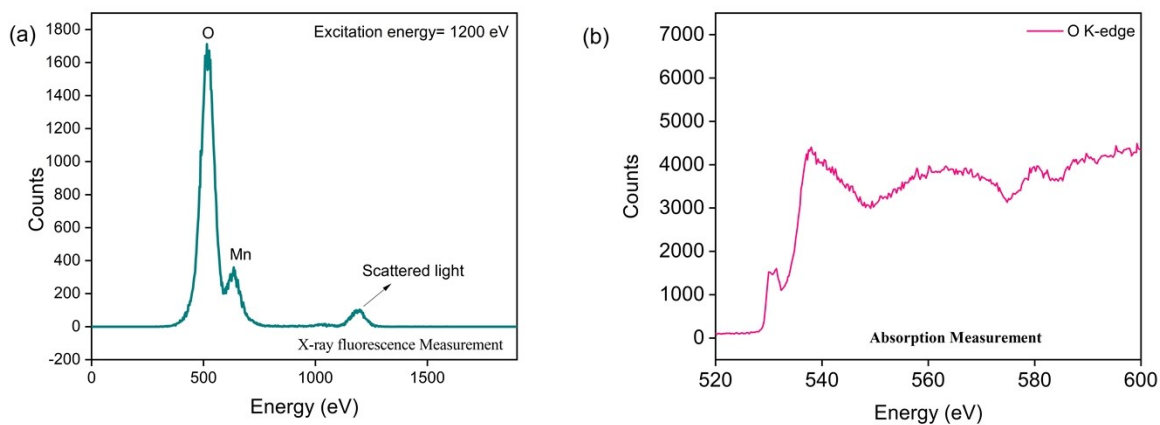 (a)
O
Excitation energy= 1200 eV
Mn
Scattered light
X-ray fluorescence Measurement
Counts
1800
1600
1400
1200
1000
800
600
400
200
0
-200
0
500
1000
1500
Energy (eV)
(b)
O K-edge
Absorption Measurement
Counts
7000
6000
5000
4000
3000
2000
1000
0
520
540
560
580
600
Energy (eV)